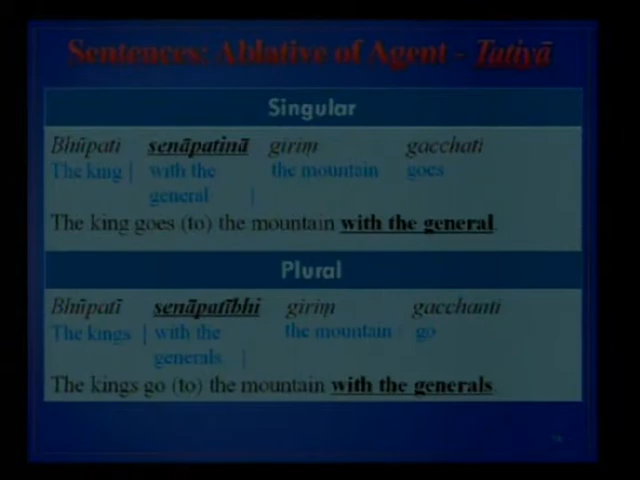 Sentences: Ablative of Agent - Tatiyā
Singular
Bhūpati senāpatinā giriṃ gacchati
The king with the the mountain goes
general
The king goes (to) the mountain with the general.
Plural
Bhūpatī senāpatībhi giriṃ gacchanti
The kings with the the mountain go
generals
The kings go (to) the mountain with the generals.